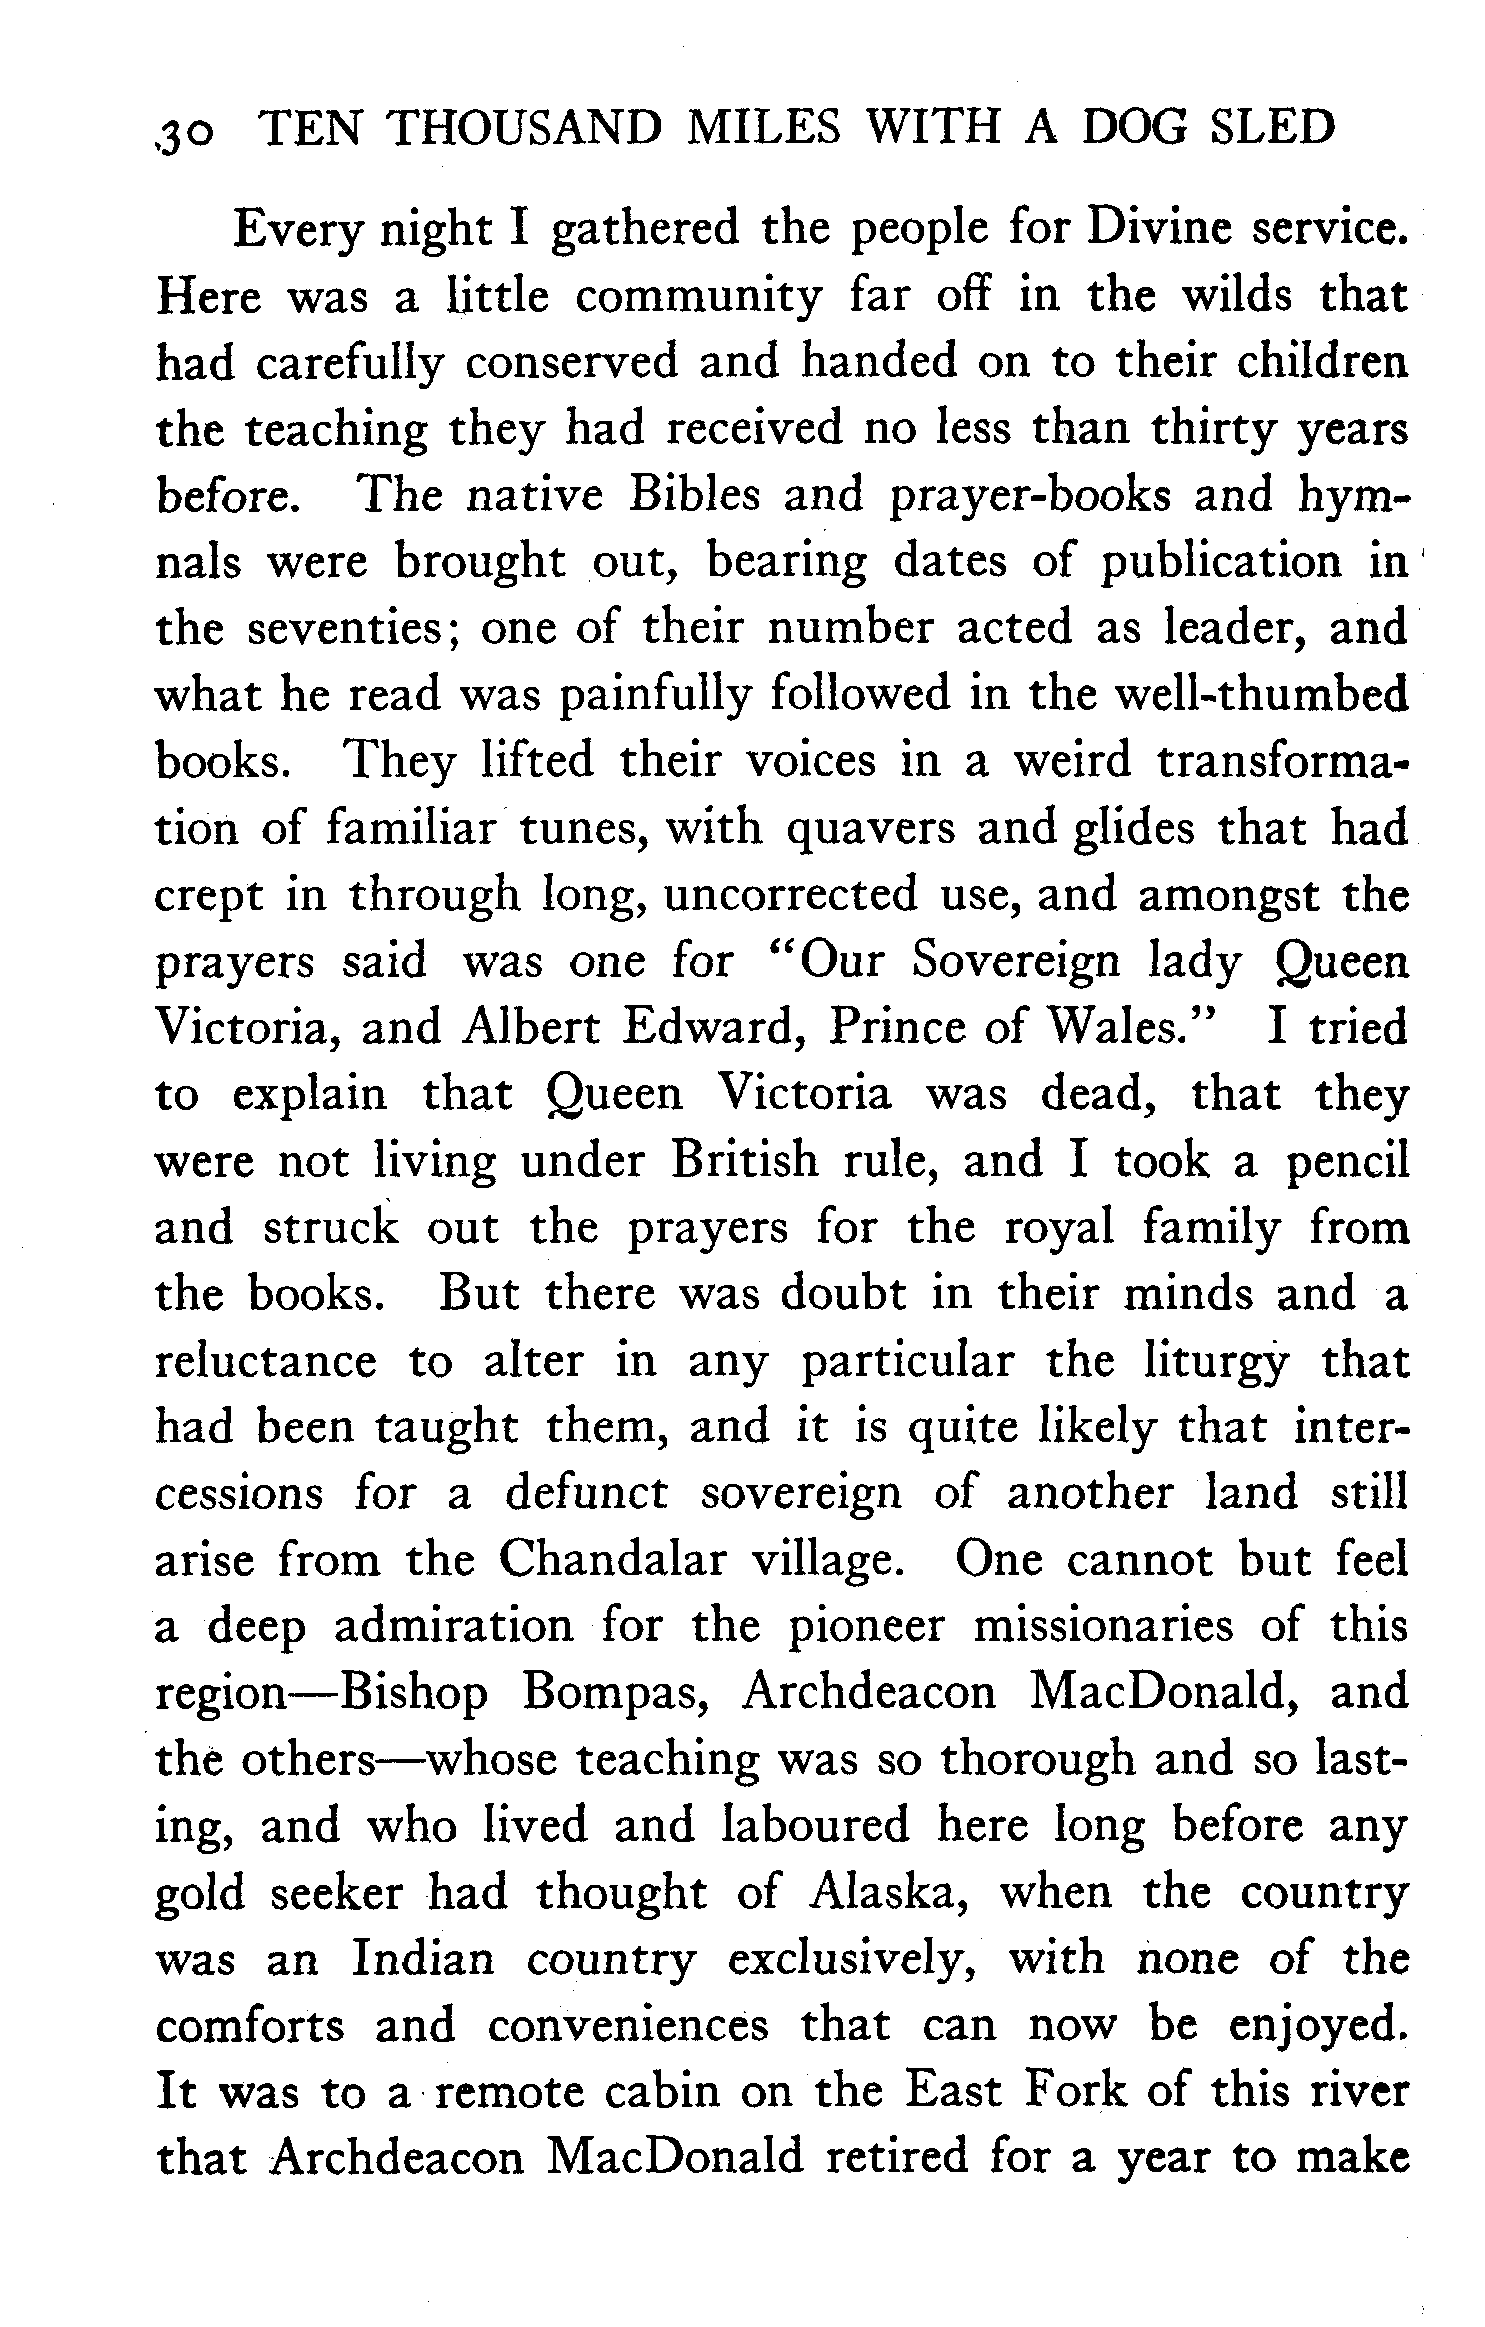 30 TEN THOUSAND MILES WITH A DOG SLED
Every night I gathered the people for Divine service.
Here was a little community far off in the wilds that
had carefully conserved and handed on to their children
the teaching they had received no less than thirty years
before. The native Bibles and prayer-books and hym-
nals were brought out, bearing dates of publication in
the seventies; one of their number acted as leader, and
what he read was painfully followed in the well-thumbed
books. They lifted their voices in a weird transforma-
tion of familiar tunes, with quavers and glides that had
crept in through long, uncorrected use, and amongst the
prayers said was one for "Our Sovereign lady Queen
Victoria, and Albert Edward, Prince of Wales." I tried
to explain that Queen Victoria was dead, that they
were not living under British rule, and I took a pencil
and struck out the prayers for the royal family from
the books. But there was doubt in their minds and a
reluctance to alter in any particular the liturgy that
had been taught them, and it is quite likely that inter-
cessions for a defunct sovereign of another land still
arise from the Chandalar village. One cannot but feel
a deep admiration for the pioneer missionaries of this
region—Bishop Bompas, Archdeacon MacDonald, and
the others—whose teaching was so thorough and so last-
ing, and who lived and laboured here long before any
gold seeker had thought of Alaska, when the country
was an Indian country exclusively, with none of the
comforts and conveniences that can now be enjoyed.
It was to a remote cabin on the East Fork of this river
that Archdeacon MacDonald retired for a year to make